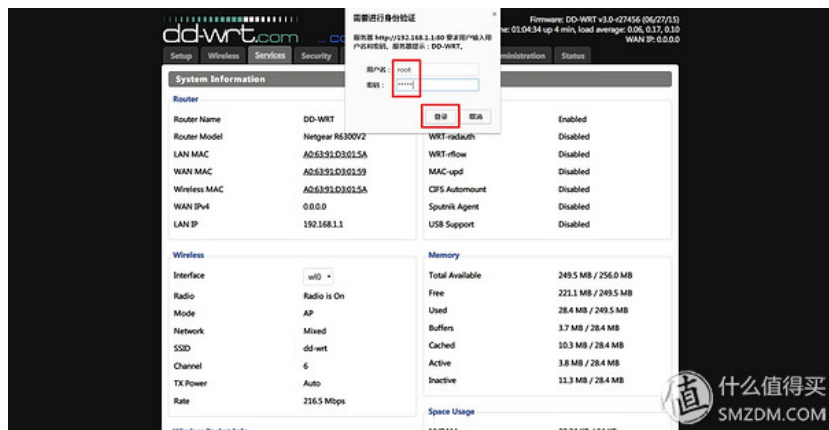 dd-wrt.com
Firmware: DD-WRT v3.0-r27456 (06/27/15)
me: 01:04:34 up 4 min, load average: 0.06, 0.17, 0.10
WAN IP: 0.0.0.0
Setup Wireless Services Security ministration Status
需要进行身份验证
服务器 http://192.168.1.1:80 要求用户输入用
户名和密码。服务器提示：DD-WRT。
用户名： root
密码： *****
登录 取消
System Information
Router
Router Name DD-WRT
Router Model Netgear R6300V2
LAN MAC A0:63:91:D3:01:5A
WAN MAC A0:63:91:D3:01:59
Wireless MAC A0:63:91:D3:01:5A
WAN IPv4 0.0.0.0
LAN IP 192.168.1.1
Enabled
WRT-radauth Disabled
WRT-rflow Disabled
MAC-upd Disabled
CIFS Automount Disabled
Sputnik Agent Disabled
USB Support Disabled
Wireless
Interface wl0
Radio Radio is On
Mode AP
Network Mixed
SSID dd-wrt
Channel 6
TX Power Auto
Rate 216.5 Mbps
Memory
Total Available 249.5 MB / 256.0 MB
Free 221.1 MB / 249.5 MB
Used 28.4 MB / 249.5 MB
Buffers 3.7 MB / 28.4 MB
Cached 10.3 MB / 28.4 MB
Active 3.8 MB / 28.4 MB
Inactive 11.3 MB / 28.4 MB
Space Usage
值 什么值得买
SMZDM.COM